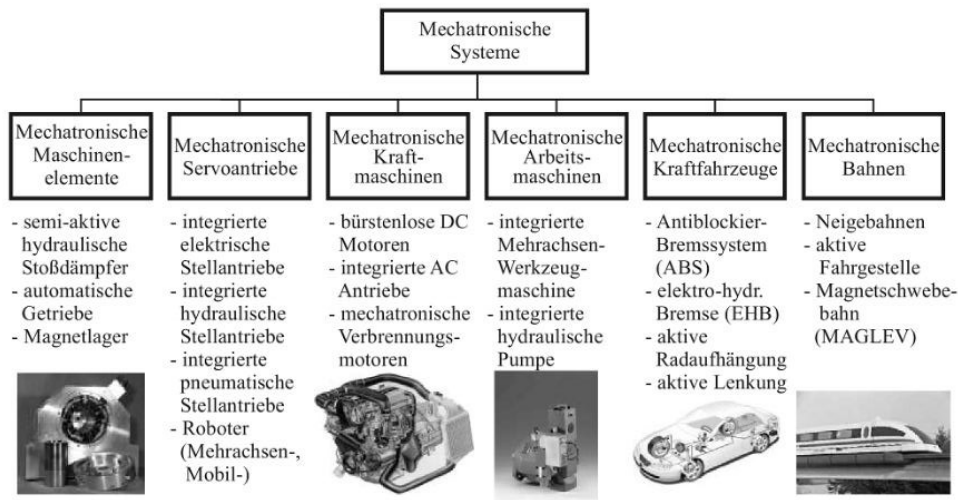 Mechatronische
Systeme
Mechatronische
Maschinen-
elemente
- semi-aktive
hydraulische
Stoßdämpfer
- automatische
Getriebe
- Magnetlager
Mechatronische
Servoantriebe
- integrierte
elektrische
Stellantriebe
- integrierte
hydraulische
Stellantriebe
- integrierte
pneumatische
Stellantriebe
- Roboter
(Mehrachsen-,
Mobil-)
Mechatronische
Kraft-
maschinen
- bürstenlose DC
Motoren
- integrierte AC
Antriebe
- mechatronische
Verbrennungs-
motoren
Mechatronische
Arbeits-
maschinen
- integrierte
Mehrachsen-
Werkzeug-
maschine
- integrierte
hydraulische
Pumpe
Mechatronische
Kraftfahrzeuge
- Antiblockier-
Bremssystem
(ABS)
- elektro-hydr.
Bremse (EHB)
- aktive
Radaufhängung
- aktive Lenkung
Mechatronische
Bahnen
- Neigebahnen
- aktive
Fahrgestelle
- Magnetschwebe-
bahn
(MAGLEV)